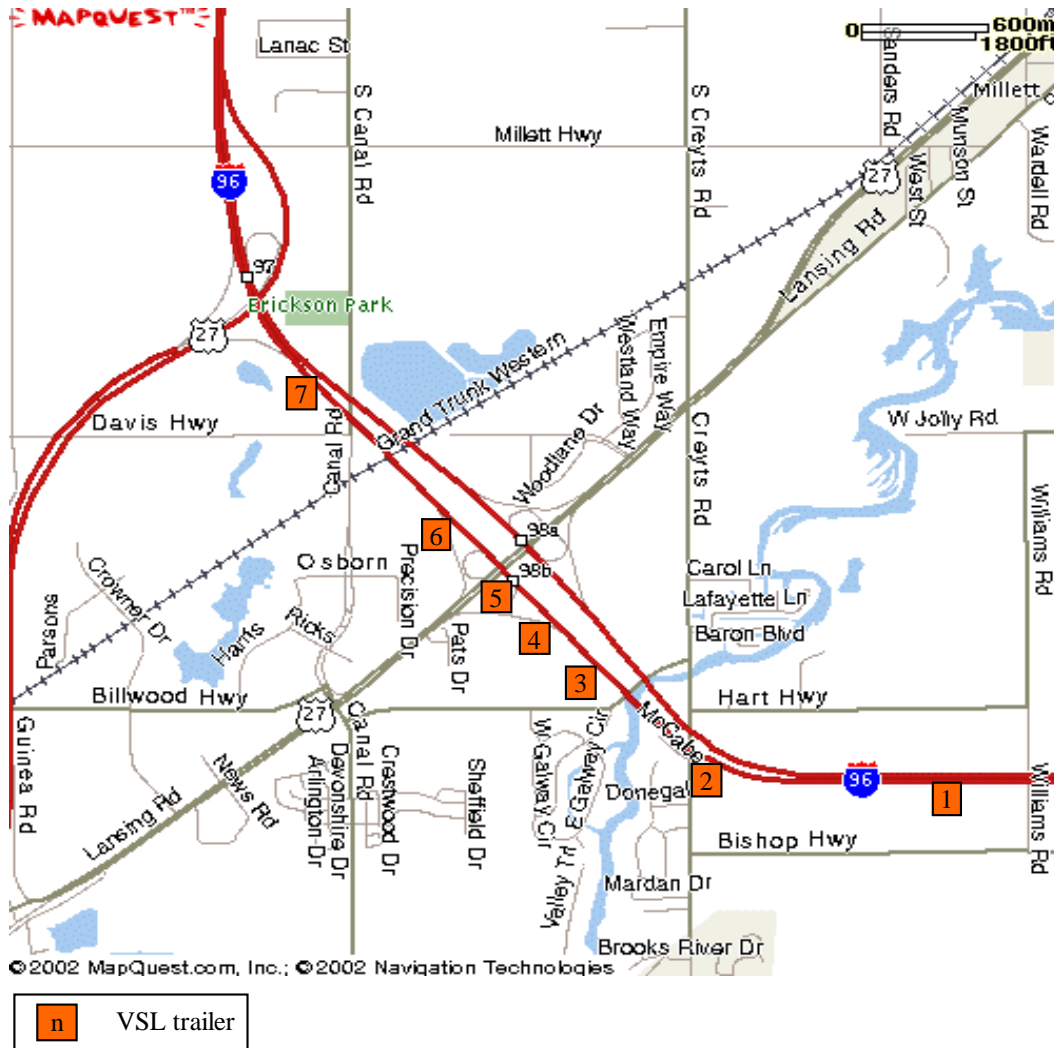 MAPQUEST™
0 600m
1800ft
Lanac St
S Canal Rd
S Creyts Rd
Sanders Rd
Millett
Millett Hwy
Munson St
Wardell Rd
West St
27
96
97
Erickson Park
27
Lansing Rd
Grand Trunk Western
Westland Way
Empire Way
7
Davis Hwy
Canal Rd
Woodlane Dr
Creyts Rd
W Jolly Rd
Williams Rd
6
98a
98b
5
Osborn
Precision Dr
Carol Ln
Lafayette Ln
Baron Blvd
Crowner Dr
Parsons
Harris
Ricks
Pats Dr
4
3
Billwood Hwy
27
Hart Hwy
McCabe
Guinea Rd
News Rd
Lansing Rd
Arlington Dr
Devonshire Dr
Canal Rd
Crestwood Dr
Sheffield Dr
W Galway Cir
E Galway Cir
Donegal
2
96
1
Williams Rd
Bishop Hwy
Valley Trl
Mardan Dr
Brooks River Dr
©2002 MapQuest.com, Inc.; ©2002 Navigation Technologies
n VSL trailer